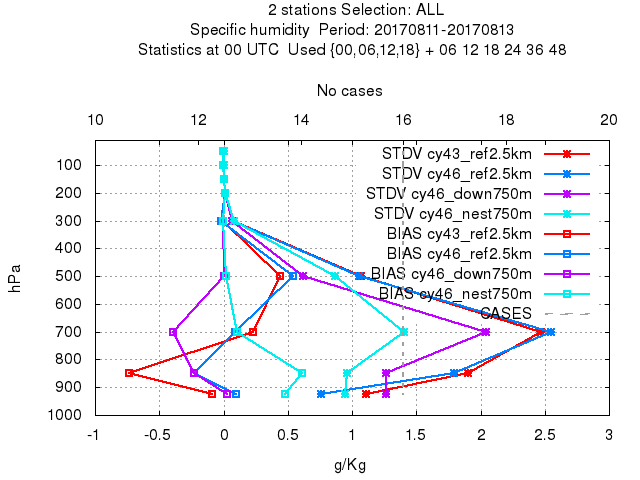 2 stations Selection: ALL
Specific humidity  Period: 20170811-20170813
Statistics at 00 UTC  Used {00,06,12,18} + 06 12 18 24 36 48
No cases
10 12 14 16 18 20
STDV cy43_ref2.5km
STDV cy46_ref2.5km
STDV cy46_down750m
STDV cy46_nest750m
BIAS cy43_ref2.5km
BIAS cy46_ref2.5km
BIAS cy46_down750m
BIAS cy46_nest750m
CASES
hPa
100
200
300
400
500
600
700
800
900
1000
-1 -0.5 0 0.5 1 1.5 2 2.5 3
g/Kg